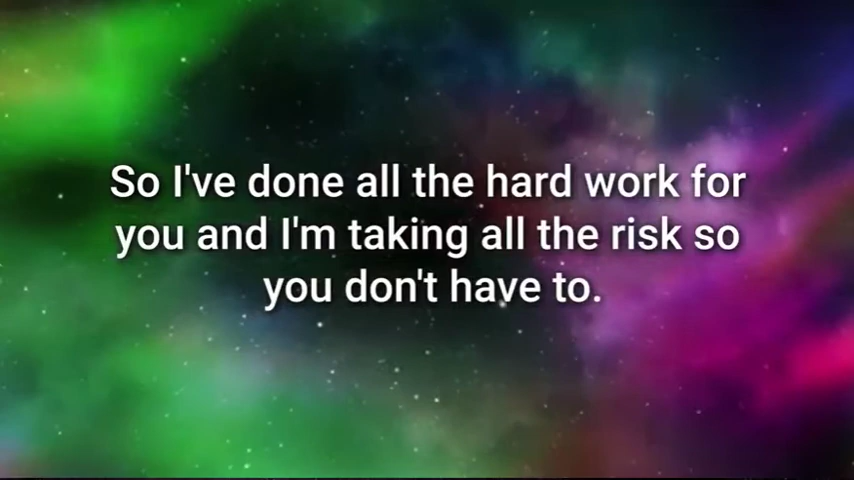 So I've done all the hard work for
you and I'm taking all the risk so
you don't have to.